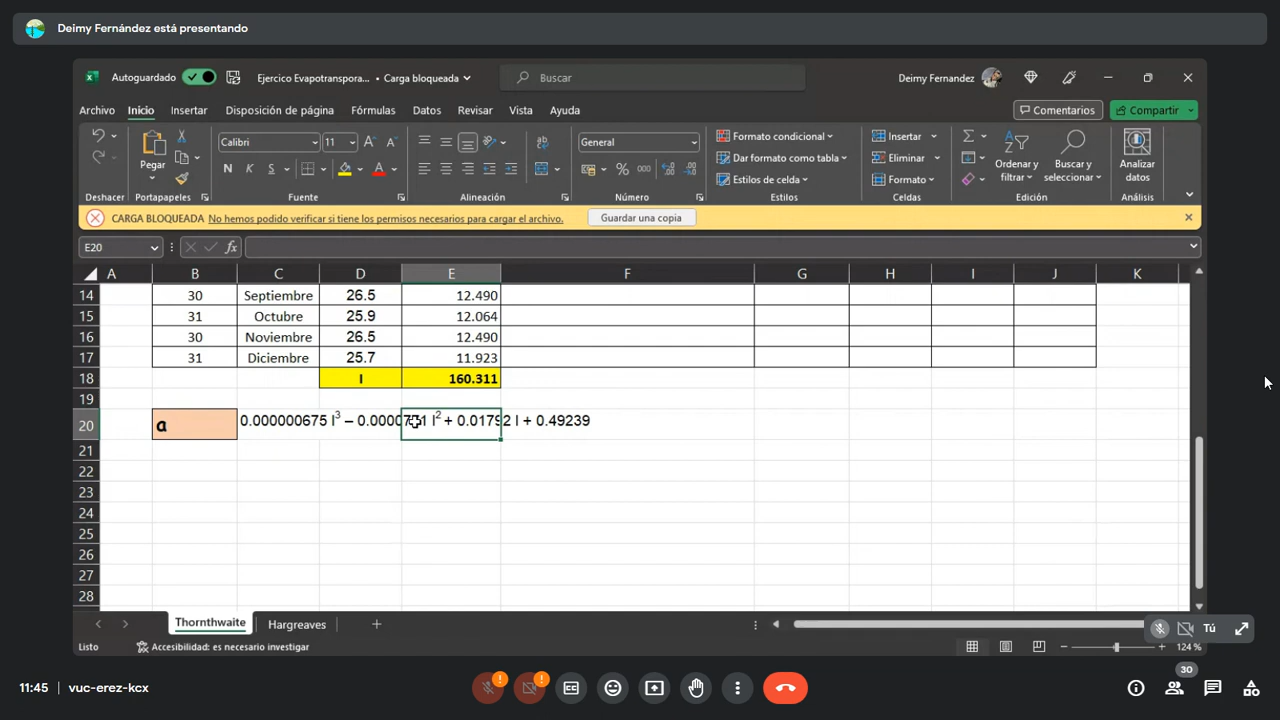 Deimy Fernández está presentando
Autoguardado
Ejercico Evapotranspora... • Carga bloqueada
Buscar
Deimy Fernandez
Archivo Inicio Insertar Disposición de página Fórmulas Datos Revisar Vista Ayuda
Comentarios Compartir
Pegar
Calibri 11
General
N K S
A
% 000
Formato condicional
Dar formato como tabla
Estilos de celda
Insertar
Eliminar
Formato
Ordenar y filtrar
Buscar y seleccionar
Analizar datos
Deshacer Portapapeles Fuente Alineación Número Estilos Celdas Edición Análisis
CARGA BLOQUEADA No hemos podido verificar si tiene los permisos necesarios para cargar el archivo. Guardar una copia
E20 fx
A B C D E F G H I J K
14 30 Septiembre 26.5 12.490
15 31 Octubre 25.9 12.064
16 30 Noviembre 26.5 12.490
17 31 Diciembre 25.7 11.923
18 I 160.311
19
20 a 0.000000675 I³ – 0.0000771 I² + 0.01792 I + 0.49239
21
22
23
24
25
26
27
28
Thornthwaite Hargreaves
Tú
Listo Accesibilidad: es necesario investigar 124 %
11:45 vuc-erez-kcx
30